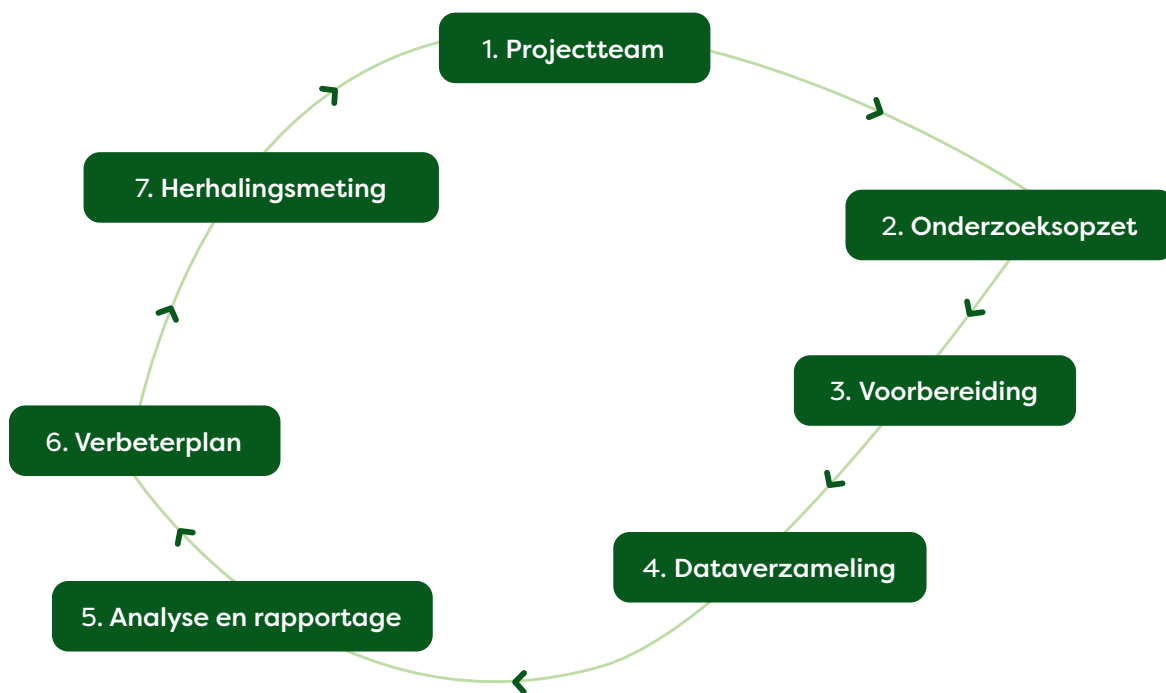 1. Projectteam
2. Onderzoeksopzet
3. Voorbereiding
4. Dataverzameling
5. Analyse en rapportage
6. Verbeterplan
7. Herhalingsmeting